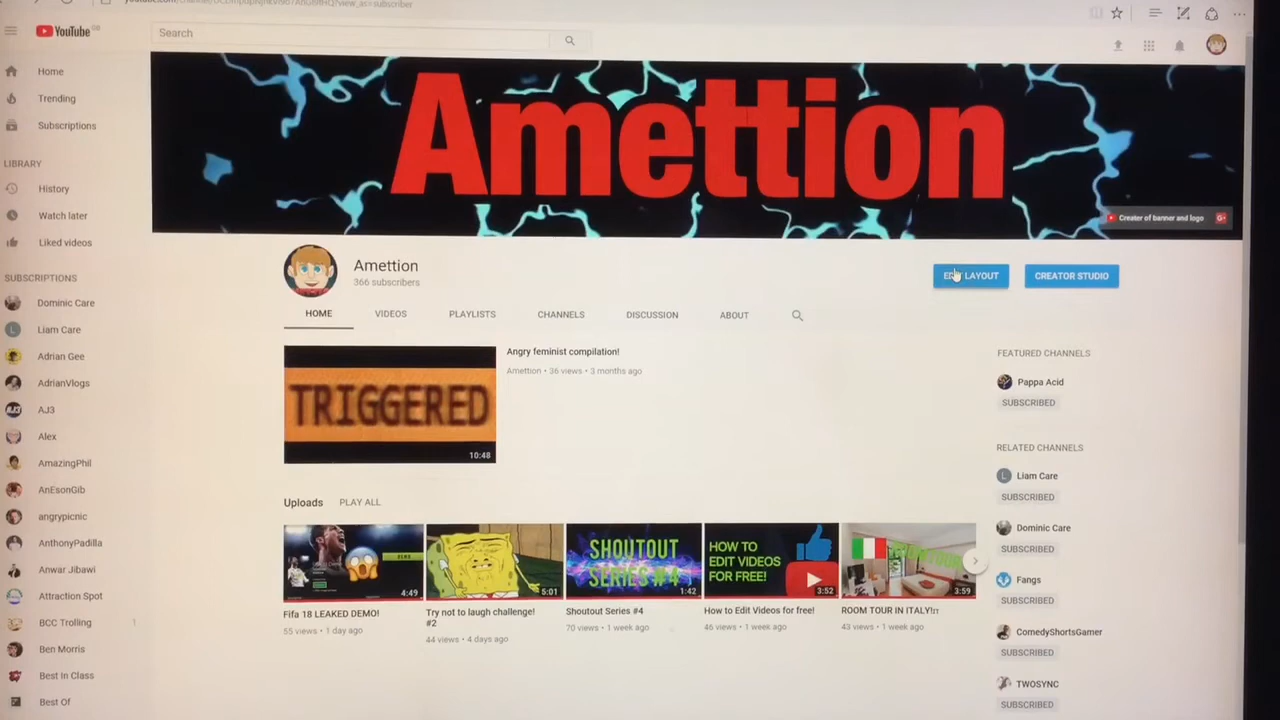 view_as=subscriber
YouTube GB
Search
Home
Trending
Subscriptions
LIBRARY
History
Watch later
Liked videos
SUBSCRIPTIONS
Dominic Care
Liam Care
Adrian Gee
AdrianVlogs
AJ3
Alex
AmazingPhil
AnEsonGib
angrypicnic
AnthonyPadilla
Anwar Jibawi
Attraction Spot
BCC Trolling 1
Ben Morris
Best In Class
Best Of
Amettion
Creater of banner and logo
Amettion
366 subscribers
LAYOUT
CREATOR STUDIO
HOME VIDEOS PLAYLISTS CHANNELS DISCUSSION ABOUT
TRIGGERED
10:48
Angry feminist compilation!
Amettion • 36 views • 3 months ago
Uploads PLAY ALL
DEMO
4:49
Fifa 18 LEAKED DEMO!
55 views • 1 day ago
5:01
Try not to laugh challenge!
#2
44 views • 4 days ago
SHOUTOUT
SERIES #4
1:42
Shoutout Series #4
70 views • 1 week ago
HOW TO
EDIT VIDEOS
FOR FREE!
3:52
How to Edit Videos for free!
46 views • 1 week ago
3:59
ROOM TOUR IN ITALY!
43 views • 1 week ago
FEATURED CHANNELS
Pappa Acid
SUBSCRIBED
RELATED CHANNELS
Liam Care
SUBSCRIBED
Dominic Care
SUBSCRIBED
Fangs
SUBSCRIBED
ComedyShortsGamer
SUBSCRIBED
TWOSYNC
SUBSCRIBED